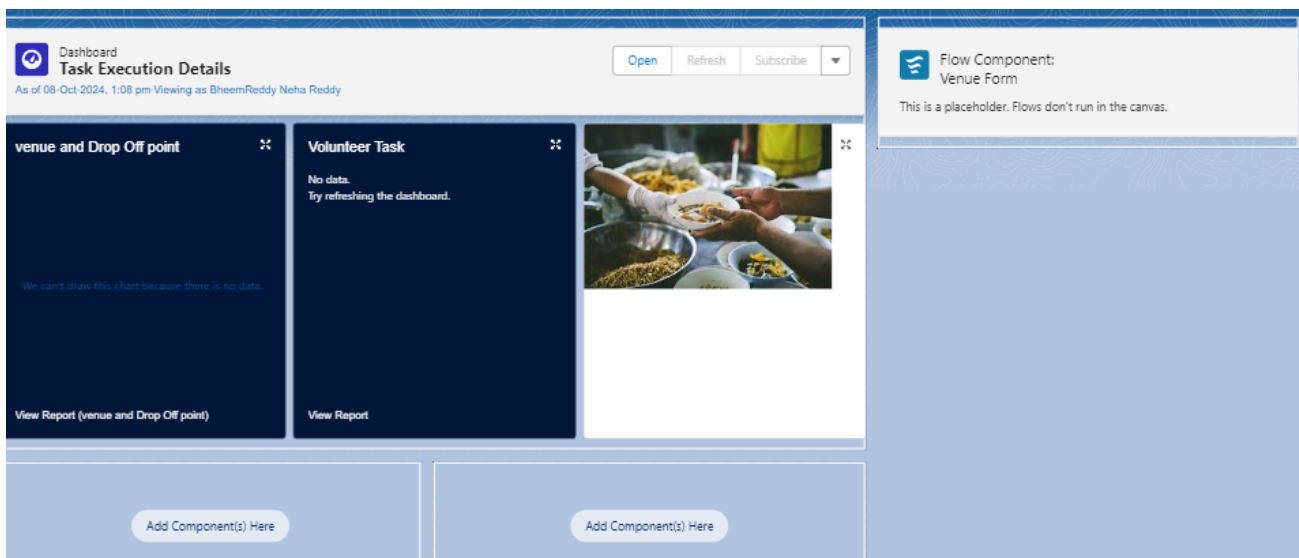 Dashboard
Task Execution Details
As of 08-Oct-2024, 1:08 pm·Viewing as BheemReddy Neha Reddy
Open
Refresh
Subscribe
Flow Component:
Venue Form
This is a placeholder. Flows don't run in the canvas.
venue and Drop Off point
We can't draw this chart because there is no data.
View Report (venue and Drop Off point)
Volunteer Task
No data.
Try refreshing the dashboard.
View Report
Add Component(s) Here
Add Component(s) Here